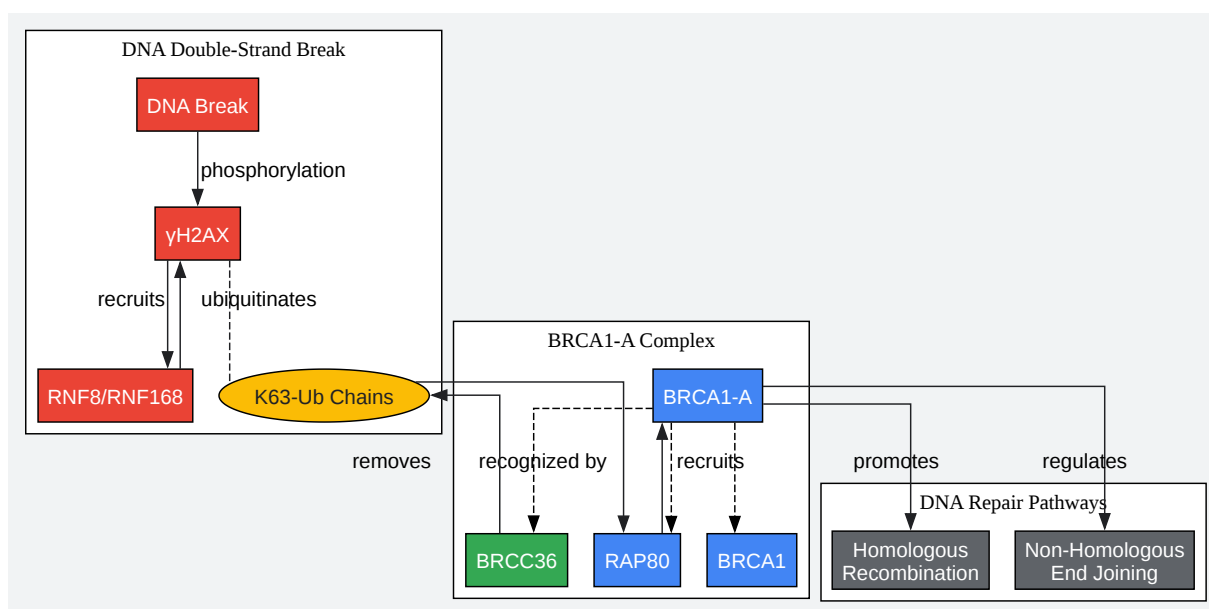 DNA Double-Strand Break
DNA Break
phosphorylation
γH2AX
recruits
ubiquitinates
RNF8/RNF168
K63-Ub Chains
BRCA1-A Complex
BRCA1-A
removes
recognized by
recruits
promotes
regulates
BRCC36
RAP80
BRCA1
DNA Repair Pathways
Homologous
Recombination
Non-Homologous
End Joining